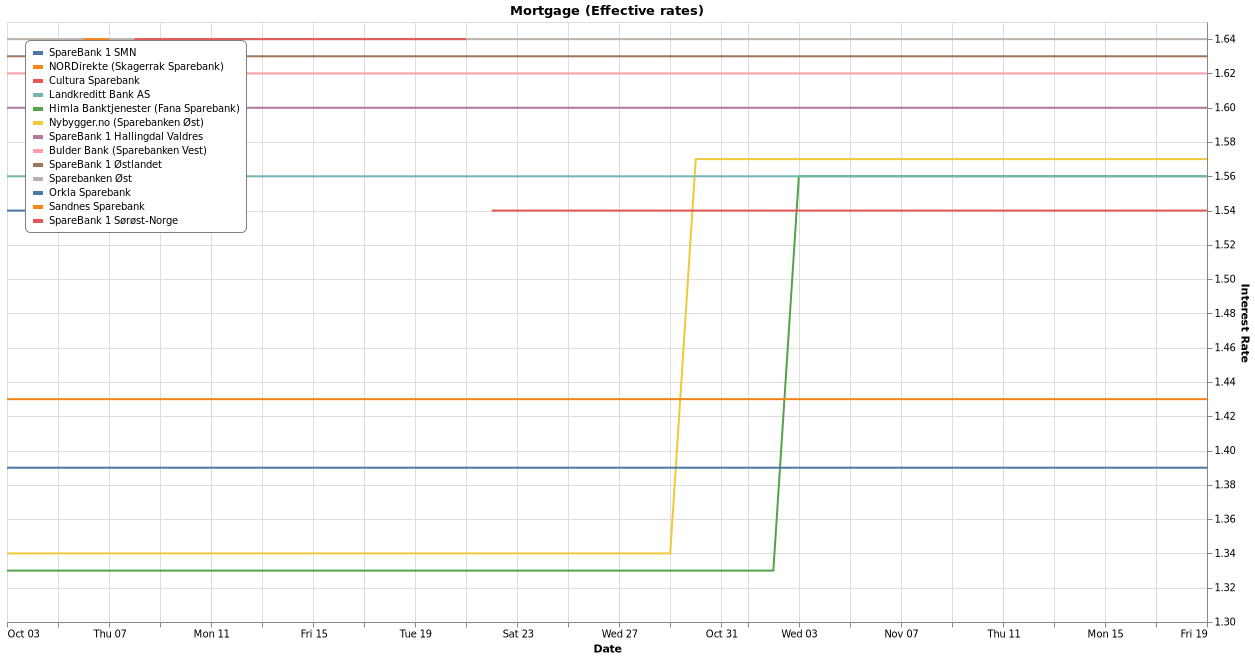 Mortgage (Effective rates)
SpareBank 1 SMN
NORDirekte (Skagerrak Sparebank)
Cultura Sparebank
Landkreditt Bank AS
Himla Banktjenester (Fana Sparebank)
Nybygger.no (Sparebanken Øst)
SpareBank 1 Hallingdal Valdres
Bulder Bank (Sparebanken Vest)
SpareBank 1 Østlandet
Sparebanken Øst
Orkla Sparebank
Sandnes Sparebank
SpareBank 1 Sørøst-Norge
1.64
1.62
1.60
1.58
1.56
1.54
1.52
1.50
1.48
1.46
1.44
1.42
1.40
1.38
1.36
1.34
1.32
1.30
Interest Rate
Oct 03 Thu 07 Mon 11 Fri 15 Tue 19 Sat 23 Wed 27 Oct 31 Wed 03 Nov 07 Thu 11 Mon 15 Fri 19
Date